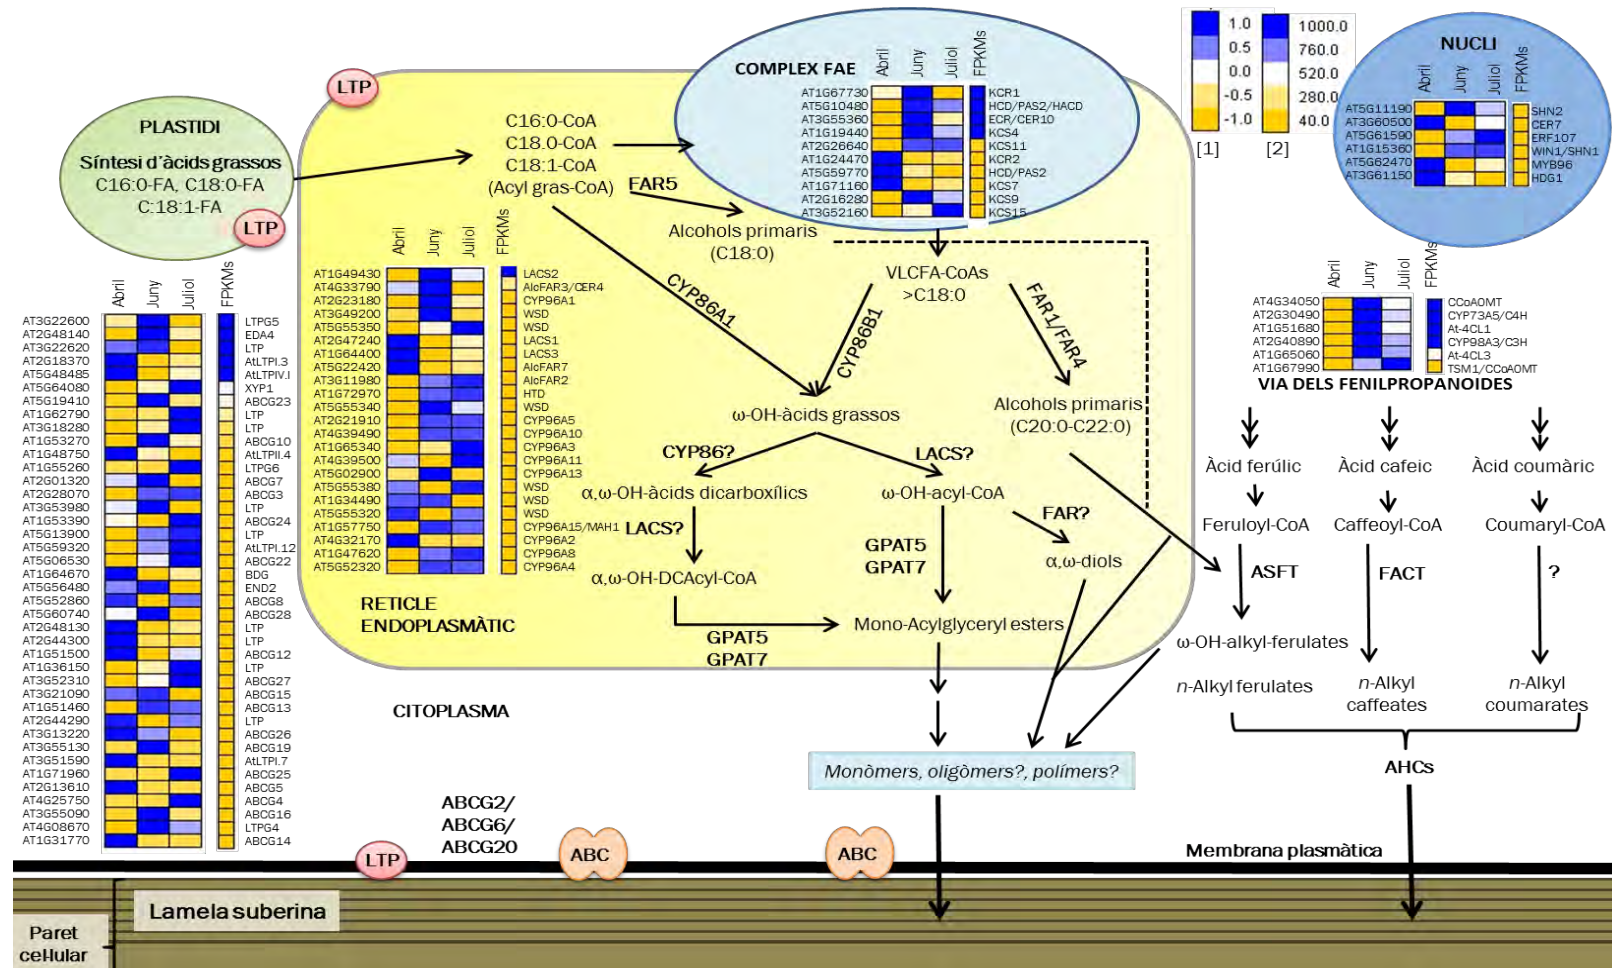 PLASTIDI
Síntesi d'àcids grassos
C16:0-FA, C18:0-FA
C:18:1-FA
LTP
LTP
C16:0-CoA
C18.0-CoA
C18:1-CoA
(Acyl gras-CoA)
FAR5
Alcohols primaris
(C18:0)
COMPLEX FAE
Abril
Juny
Juliol
FPKMs
AT1G67730 KCR1
AT5G10480 HCD/PAS2/HACD
AT3G55360 ECR/CER10
AT1G19440 KCS4
AT2G26640 KCS11
AT1G24470 KCR2
AT5G59770 HCD/PAS2
AT1G71160 KCS7
AT2G16280 KCS9
AT3G52160 KCS15
1.0
0.5
0.0
-0.5
-1.0
[1]
1000.0
760.0
520.0
280.0
40.0
[2]
NUCLI
Abril
Juny
Juliol
FPKMs
AT5G11190 SHN2
AT3G60500 CER7
AT5G61590 ERF107
AT1G15360 WIN1/SHN1
AT5G62470 MYB96
AT3G61150 HDG1
Abril
Juny
Juliol
FPKMs
AT3G22600 LTPG5
AT2G48140 EDA4
AT3G22620 LTP
AT2G18370 AtLTPI.3
AT5G48485 AtLTPIV.I
AT5G64080 XYP1
AT5G19410 ABCG23
AT1G62790 LTP
AT3G18280 LTP
AT1G53270 ABCG10
AT1G48750 AtLTPII.4
AT1G55260 LTPG6
AT2G01320 ABCG7
AT2G28070 ABCG3
AT3G53980 LTP
AT1G53390 ABCG24
AT5G13900 LTP
AT5G59320 AtLTPI.12
AT5G06530 ABCG22
AT1G64670 BDG
AT5G56480 END2
AT5G52860 ABCG8
AT5G60740 ABCG28
AT2G48130 LTP
AT2G44300 LTP
AT1G51500 ABCG12
AT1G36150 LTP
AT3G52310 ABCG27
AT3G21090 ABCG15
AT1G51460 ABCG13
AT2G44290 LTP
AT3G13220 ABCG26
AT3G55130 ABCG19
AT3G51590 AtLTPI.7
AT1G71960 ABCG25
AT2G13610 ABCG5
AT4G25750 ABCG4
AT3G55090 ABCG16
AT4G08670 LTPG4
AT1G31770 ABCG14
Abril
Juny
Juliol
FPKMs
AT1G49430 LACS2
AT4G33790 AlcFAR3/CER4
AT2G23180 CYP96A1
AT3G49200 WSD
AT5G55350 WSD
AT2G47240 LACS1
AT1G64400 LACS3
AT5G22420 AlcFAR7
AT3G11980 AlcFAR2
AT1G72970 HTD
AT5G55340 WSD
AT2G21910 CYP96A5
AT4G39490 CYP96A10
AT1G65340 CYP96A3
AT4G39500 CYP96A11
AT5G02900 CYP96A13
AT5G55380 WSD
AT1G34490 WSD
AT5G55320 WSD
AT1G57750 CYP96A15/MAH1
AT4G32170 CYP96A2
AT1G47620 CYP96A8
AT5G52320 CYP96A4
RETICLE
ENDOPLASMÀTIC
CYP86A1
VLCFA-CoAs
>C18:0
CYP86B1
FAR1/FAR4
ω-OH-àcids grassos
Alcohols primaris
(C20:0-C22:0)
CYP86?
LACS?
α,ω-OH-àcids dicarboxílics
ω-OH-acyl-CoA
LACS?
FAR?
GPAT5
GPAT7
α,ω-OH-DCAcyl-CoA
α,ω-diols
GPAT5
GPAT7
Mono-Acylglyceryl esters
Abril
Juny
Juliol
FPKMs
AT4G34050 CCoAOMT
AT2G30490 CYP73A5/C4H
AT1G51680 At-4CL1
AT2G40890 CYP98A3/C3H
AT1G65060 At-4CL3
AT1G67990 TSM1/CCoAOMT
VIA DELS FENILPROPANOIDES
Àcid ferúlic
Àcid cafeic
Àcid coumàric
Feruloyl-CoA
Caffeoyl-CoA
Coumaryl-CoA
ASFT
FACT
?
ω-OH-alkyl-ferulates
n-Alkyl ferulates
n-Alkyl
caffeates
n-Alkyl
coumarates
AHCs
CITOPLASMA
Monòmers, oligòmers?, polímers?
ABCG2/
ABCG6/
ABCG20
LTP
ABC
ABC
Membrana plasmàtica
Lamela suberina
Paret
cel·lular